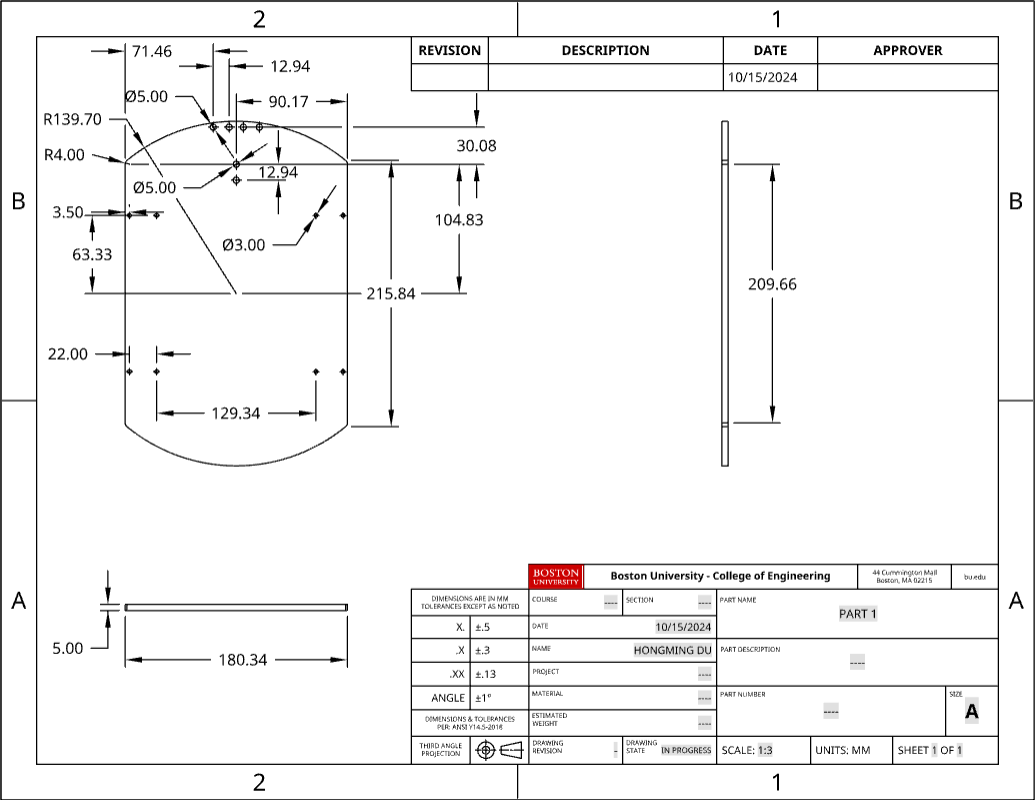 2 1
REVISION DESCRIPTION DATE APPROVER
10/15/2024
71.46
12.94
Ø5.00
90.17
R139.70
30.08
R4.00
12.94
Ø5.00
B B
3.50
104.83
Ø3.00
63.33
209.66
215.84
22.00
129.34
BOSTON
UNIVERSITY
Boston University - College of Engineering
44 Cummington Mall
Boston, MA 02215
bu.edu
A A
DIMENSIONS ARE IN MM
TOLERANCES EXCEPT AS NOTED
COURSE ----
SECTION ----
PART NAME
PART 1
X. ±.5
DATE 10/15/2024
.X ±.3
NAME HONGMING DU
PART DESCRIPTION
----
5.00
180.34
.XX ±.13
PROJECT ----
ANGLE ±1°
MATERIAL ----
PART NUMBER
----
SIZE
A
DIMENSIONS & TOLERANCES
PER: ANSI Y14.5-2018
ESTIMATED
WEIGHT ----
THIRD ANGLE
PROJECTION
DRAWING
REVISION -
DRAWING
STATE IN PROGRESS
SCALE: 1:3
UNITS: MM
SHEET 1 OF 1
2 1